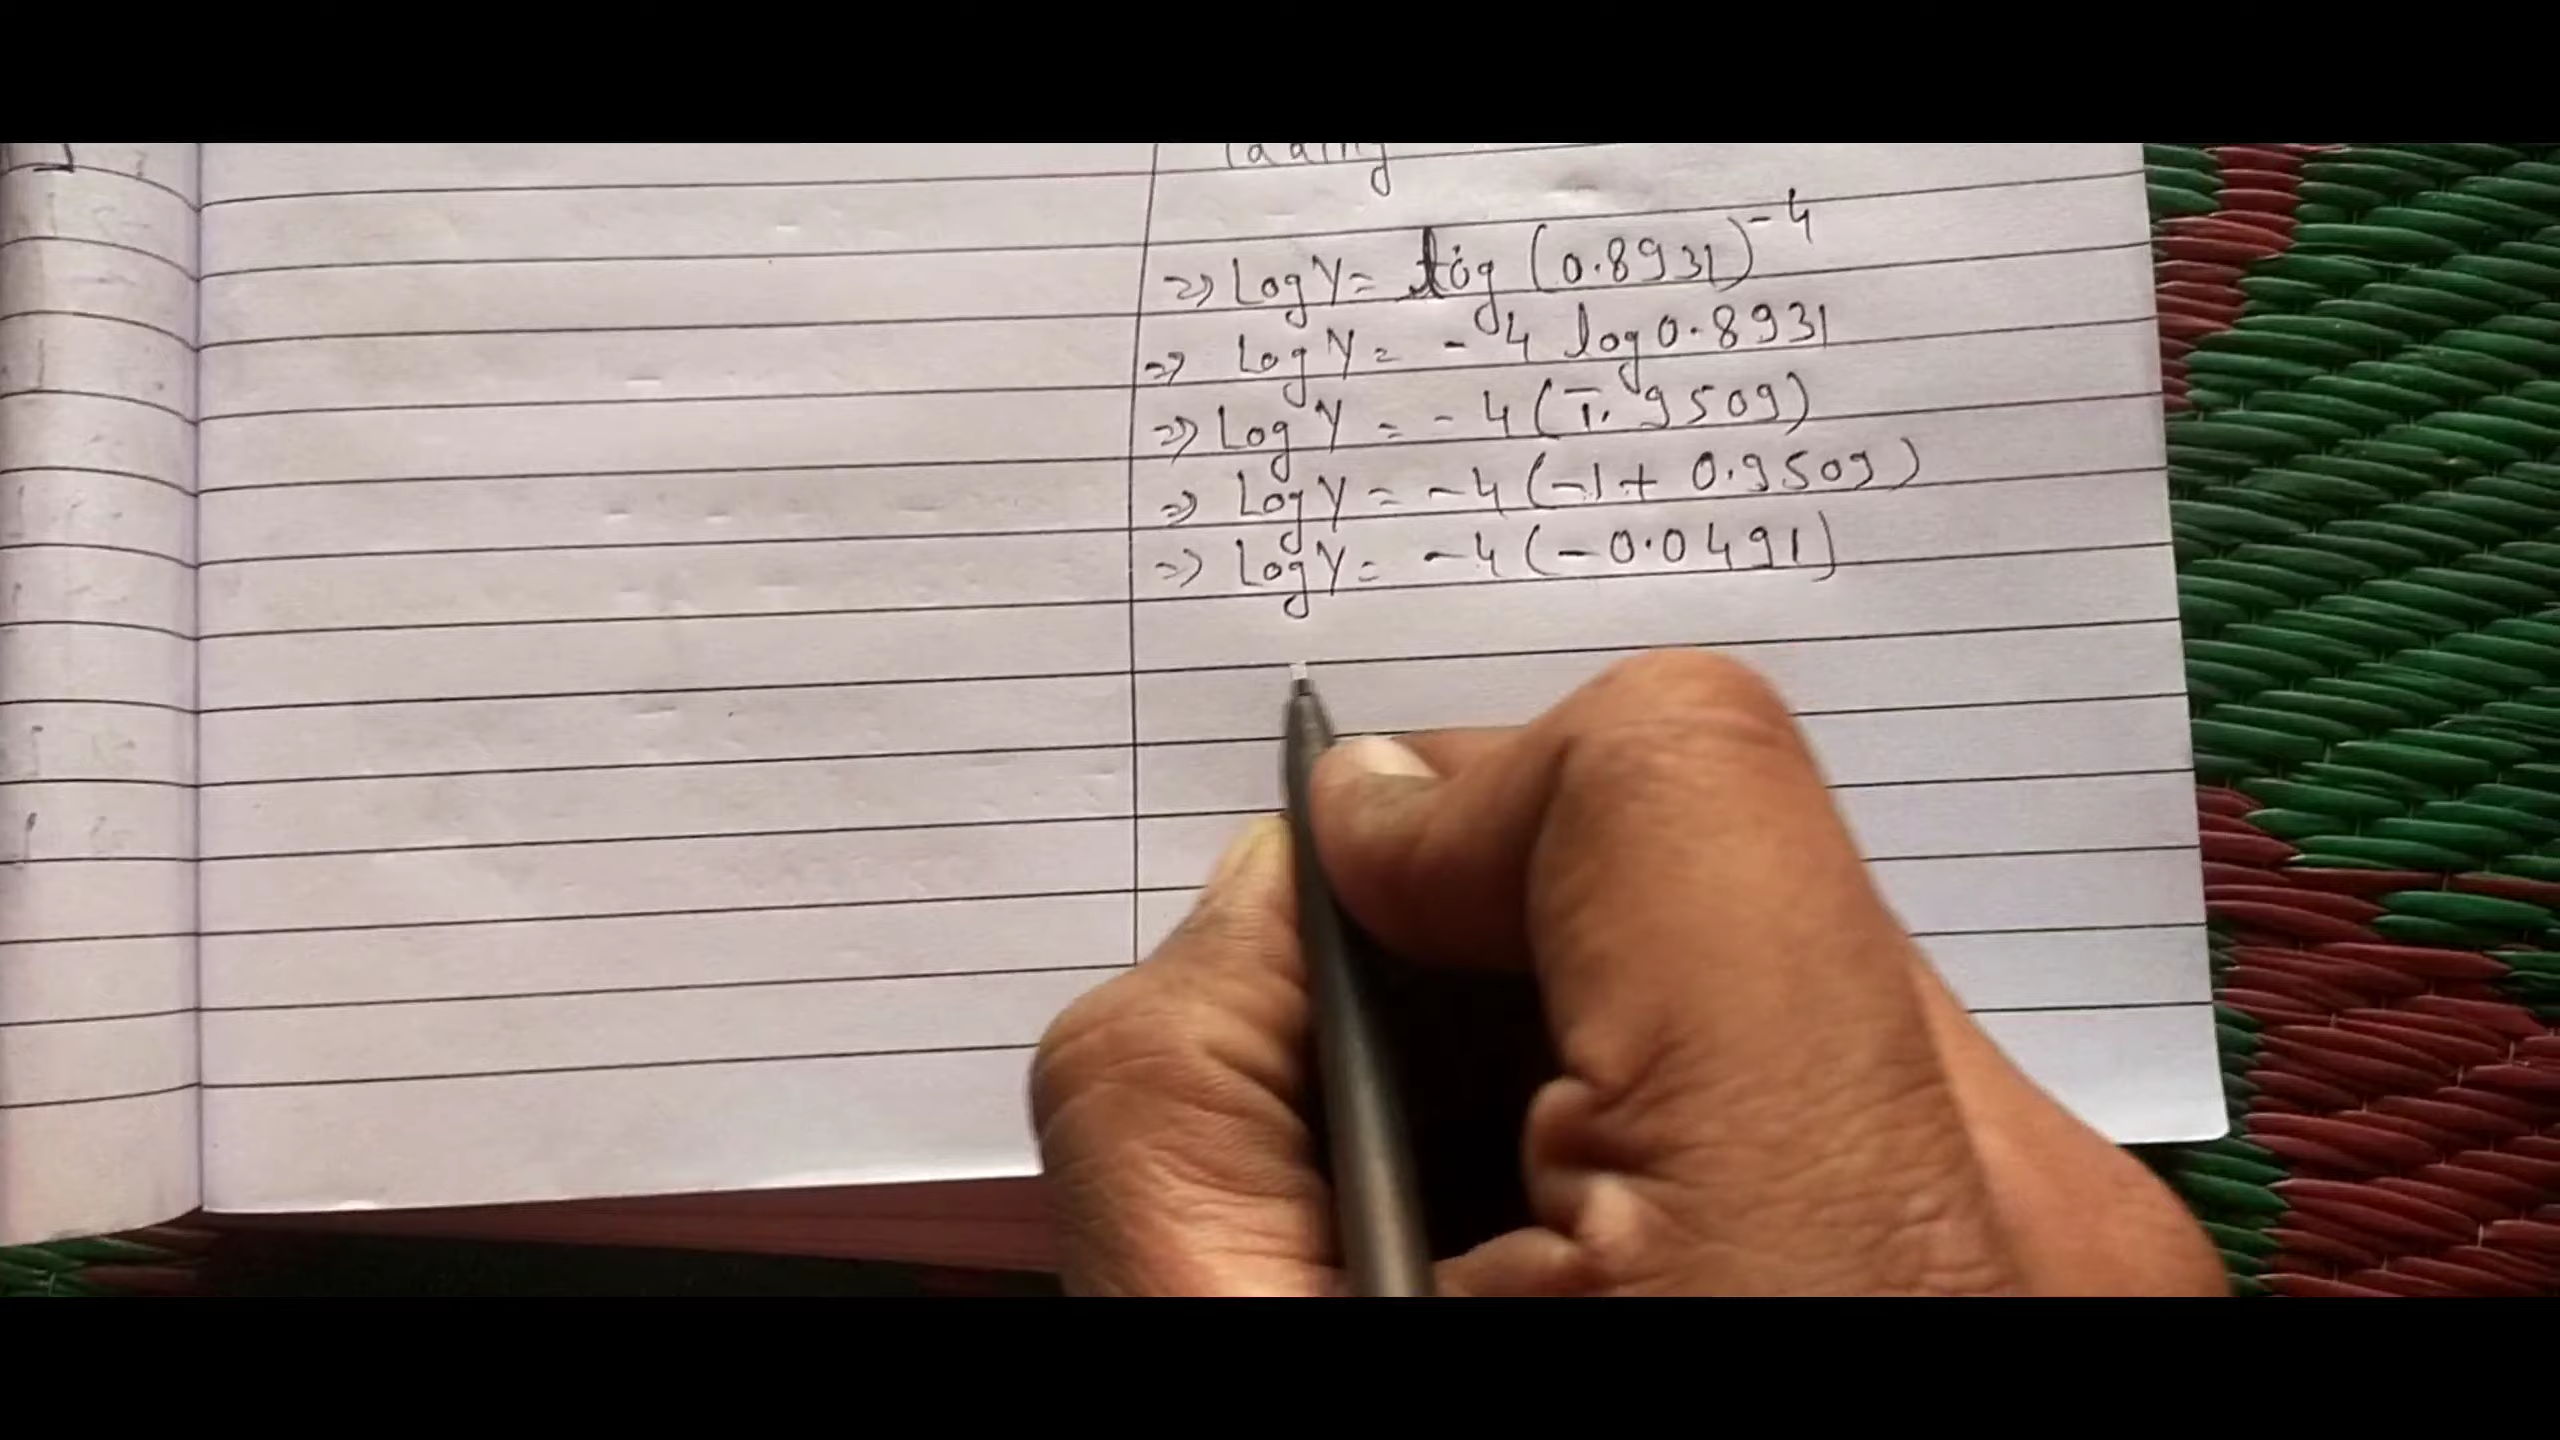 => Log Y = log (0.8931)^-4
=> Log Y = - 4 log 0.8931
=> Log Y = - 4 (1̅.9509)
=> Log Y = -4 (-1 + 0.9509)
=> Log Y = -4 (-0.0491)